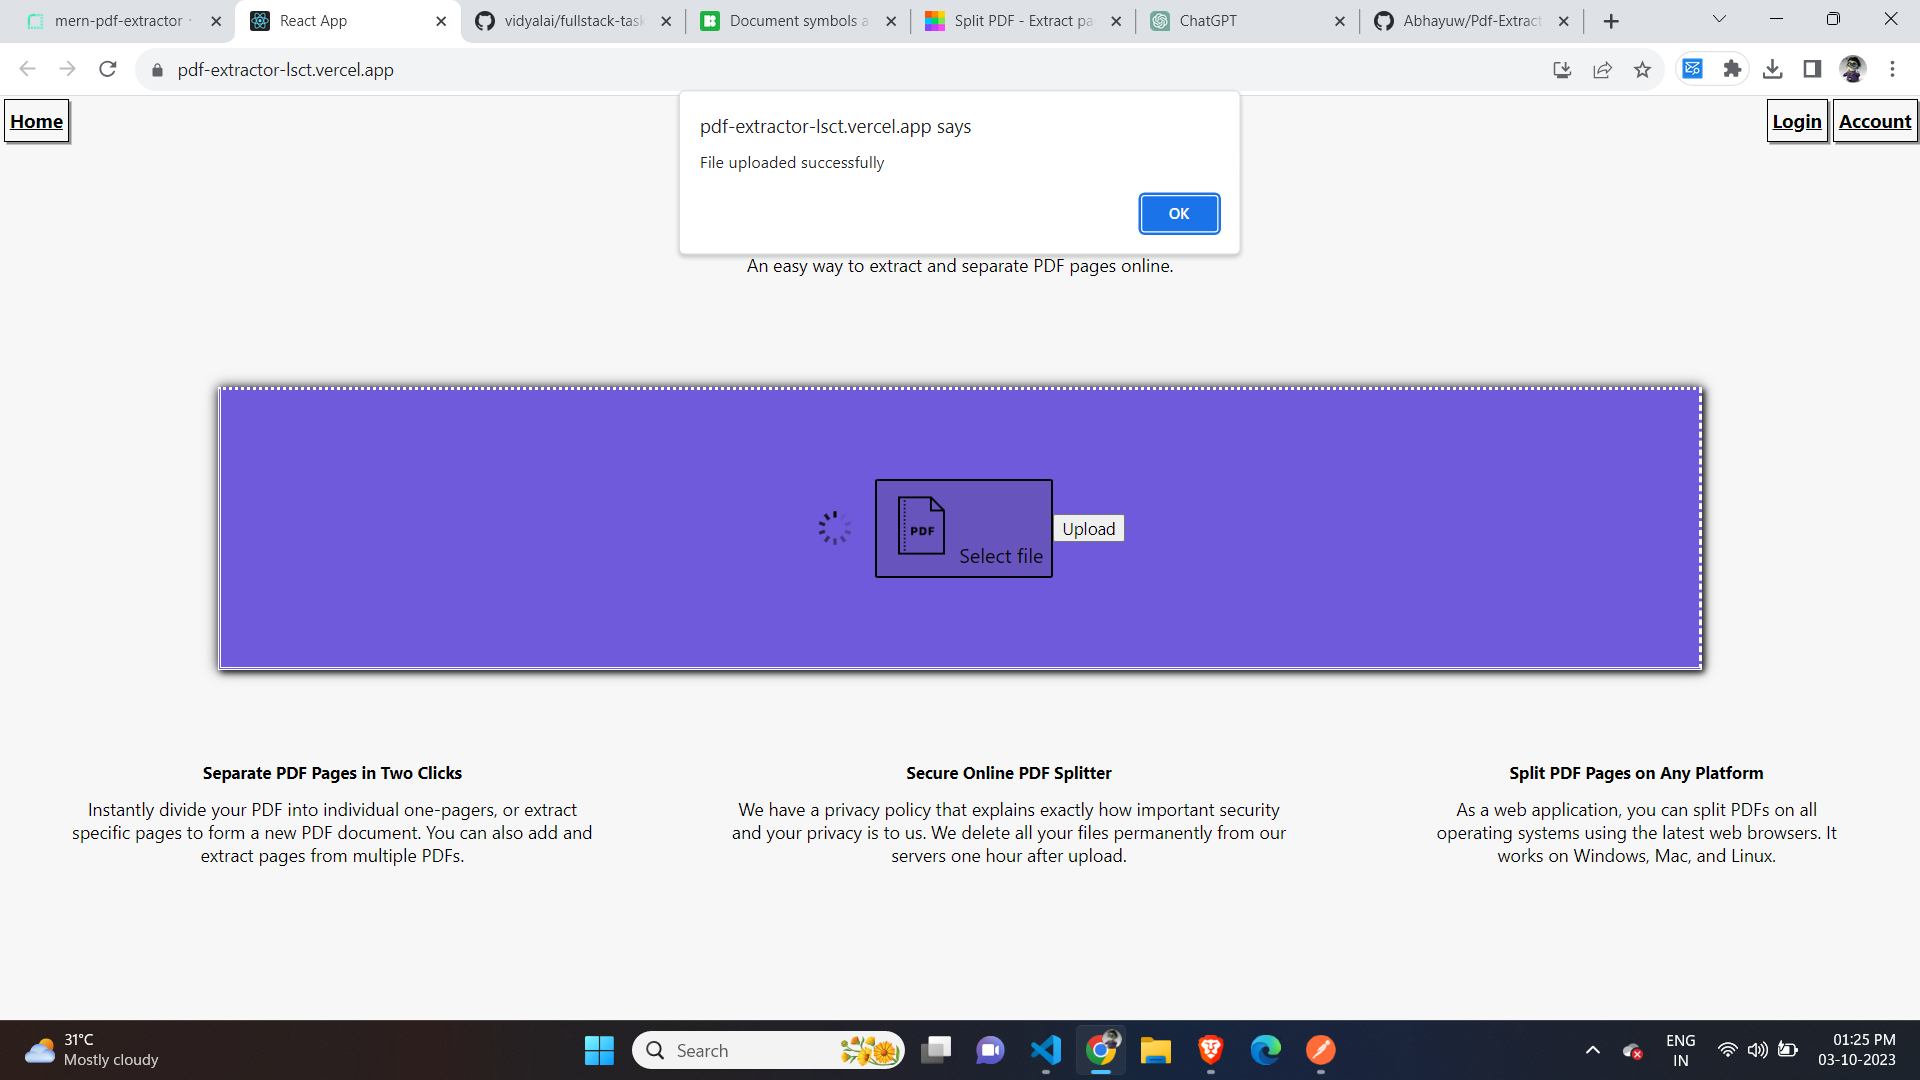 mern-pdf-extractor
React App
vidyalai/fullstack-task
Document symbols a
Split PDF - Extract pa
ChatGPT
Abhayuw/Pdf-Extract
pdf-extractor-lsct.vercel.app
Home
Login
Account
pdf-extractor-lsct.vercel.app says
File uploaded successfully
OK
An easy way to extract and separate PDF pages online.
PDF
Select file
Upload
Separate PDF Pages in Two Clicks
Instantly divide your PDF into individual one-pagers, or extract
specific pages to form a new PDF document. You can also add and
extract pages from multiple PDFs.
Secure Online PDF Splitter
We have a privacy policy that explains exactly how important security
and your privacy is to us. We delete all your files permanently from our
servers one hour after upload.
Split PDF Pages on Any Platform
As a web application, you can split PDFs on all
operating systems using the latest web browsers. It
works on Windows, Mac, and Linux.
31°C
Mostly cloudy
Search
ENG
IN
01:25 PM
03-10-2023